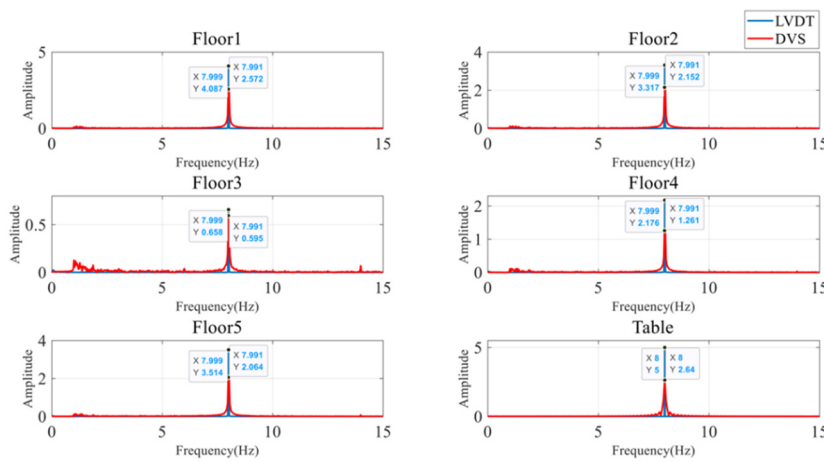 LVDT
DVS
Floor1
Amplitude
5
0
X 7.999
Y 4.087
X 7.991
Y 2.572
0 5 10 15
Frequency(Hz)
Floor2
Amplitude
4
2
0
X 7.999
Y 3.317
X 7.991
Y 2.152
0 5 10 15
Frequency(Hz)
Floor3
Amplitude
0.5
0
X 7.999
Y 0.658
X 7.991
Y 0.595
0 5 10 15
Frequency(Hz)
Floor4
Amplitude
2
1
0
X 7.999
Y 2.176
X 7.991
Y 1.261
0 5 10 15
Frequency(Hz)
Floor5
Amplitude
4
2
0
X 7.999
Y 3.514
X 7.991
Y 2.064
0 5 10 15
Frequency(Hz)
Table
Amplitude
5
0
X 8
Y 5
X 8
Y 2.64
0 5 10 15
Frequency(Hz)